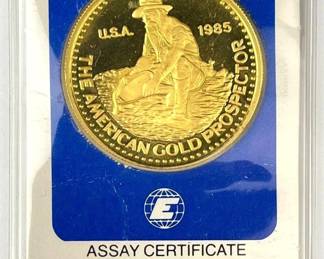 U.S.A. 1985
THE AMERICAN GOLD PROSPECTOR
E
ASSAY CERTIFICATE